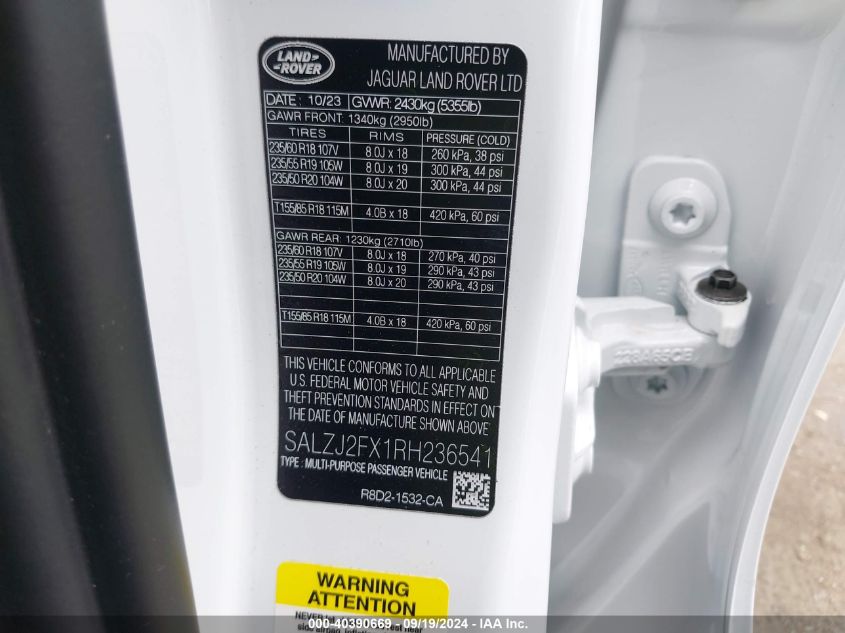 LAND
ROVER
MANUFACTURED BY
JAGUAR LAND ROVER LTD
DATE: 10/23 GVWR: 2430kg (5355lb)
GAWR FRONT: 1340kg (2950lb)
TIRES RIMS PRESSURE (COLD)
235/60 R18 107V 8.0J x 18 260 kPa, 38 psi
235/55 R19 105W 8.0J x 19 300 kPa, 44 psi
235/50 R20 104W 8.0J x 20 300 kPa, 44 psi
T155/85 R18 115M 4.0B x 18 420 kPa, 60 psi
GAWR REAR: 1230kg (2710lb)
235/60 R18 107V 8.0J x 18 270 kPa, 40 psi
235/55 R19 105W 8.0J x 19 290 kPa, 43 psi
235/50 R20 104W 8.0J x 20 290 kPa, 43 psi
T155/85 R18 115M 4.0B x 18 420 kPa, 60 psi
THIS VEHICLE CONFORMS TO ALL APPLICABLE
U.S. FEDERAL MOTOR VEHICLE SAFETY AND
THEFT PREVENTION STANDARDS IN EFFECT ON
THE DATE OF MANUFACTURE SHOWN ABOVE
SALZJ2FX1RH236541
TYPE: MULTI-PURPOSE PASSENGER VEHICLE
R8D2-1532-CA
WARNING
ATTENTION
NEVER
000-40390669 - 09/19/2024 - IAA Inc.